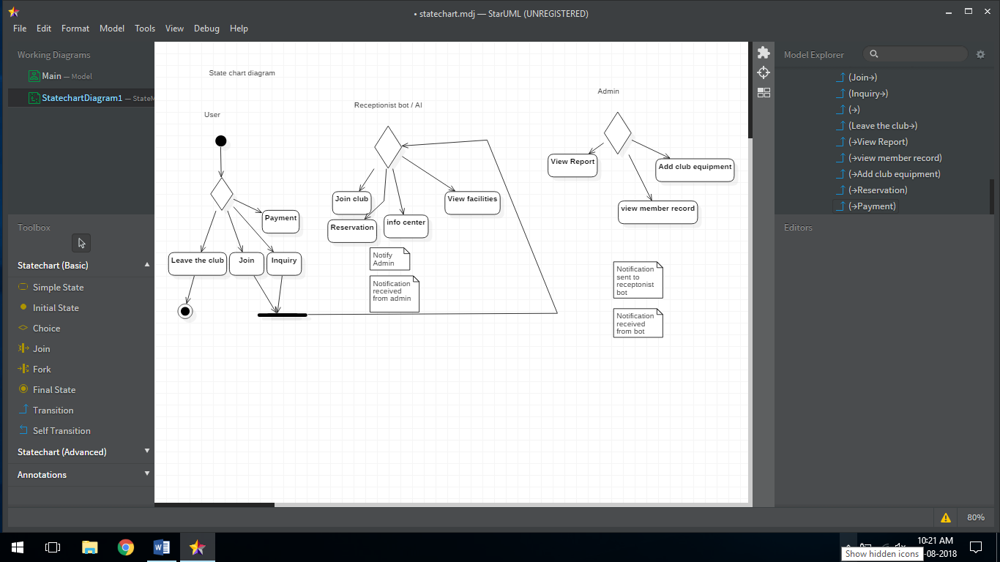 • statechart.mdj — StarUML (UNREGISTERED)
File Edit Format Model Tools View Debug Help
Working Diagrams
Main — Model
StatechartDiagram1 — StateM
Toolbox
Statechart (Basic)
Simple State
Initial State
Choice
Join
Fork
Final State
Transition
Self Transition
Statechart (Advanced)
Annotations
State chart diagram
User
Payment
Leave the club
Join
Inquiry
Receptionist bot / AI
Join club
View facilities
Reservation
info center
Notify
Admin
Notification
received
from admin
Admin
View Report
Add club equipment
view member record
Notification
sent to
receptonist
bot
Notification
received
from bot
Model Explorer
(Join→)
(Inquiry→)
(→)
(Leave the club→)
(→View Report)
(→view member record)
(→Add club equipment)
(→Reservation)
(→Payment)
Editors
80%
10:21 AM
-08-2018
Show hidden icons